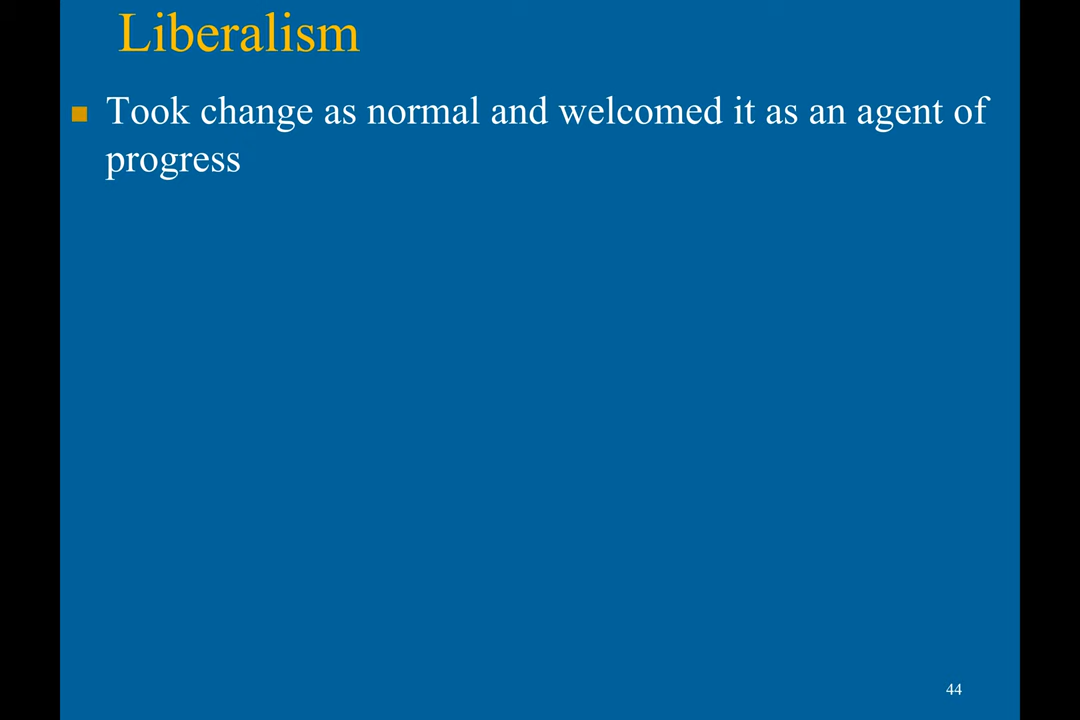 Liberalism
Took change as normal and welcomed it as an agent of
progress
44